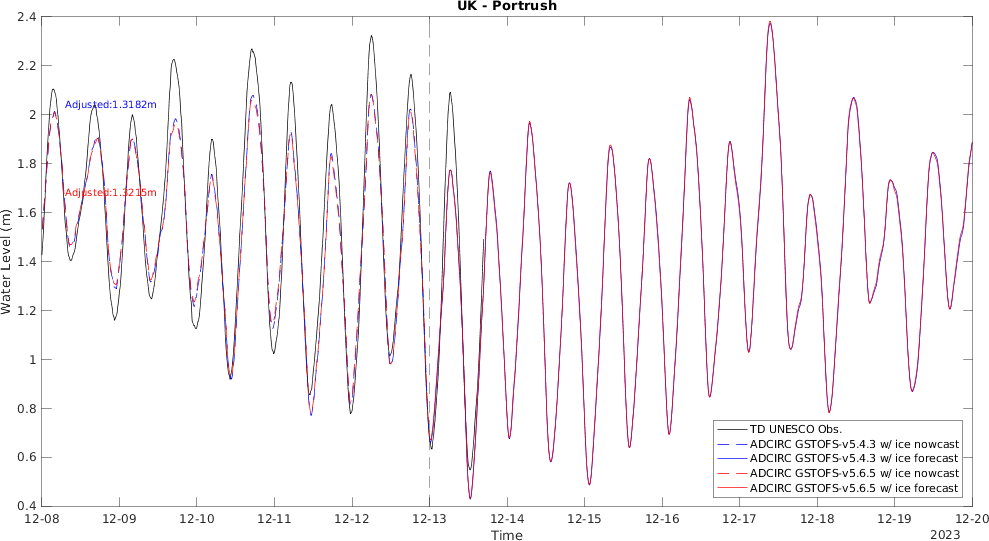 UK - Portrush
2.4
2.2
2
1.8
1.6
1.4
1.2
1
0.8
0.6
0.4
Water Level (m)
Adjusted:1.3182m
Adjusted:1.3215m
TD UNESCO Obs.
ADCIRC GSTOFS-v5.4.3 w/ ice nowcast
ADCIRC GSTOFS-v5.4.3 w/ ice forecast
ADCIRC GSTOFS-v5.6.5 w/ ice nowcast
ADCIRC GSTOFS-v5.6.5 w/ ice forecast
12-08 12-09 12-10 12-11 12-12 12-13 12-14 12-15 12-16 12-17 12-18 12-19 12-20
Time
2023